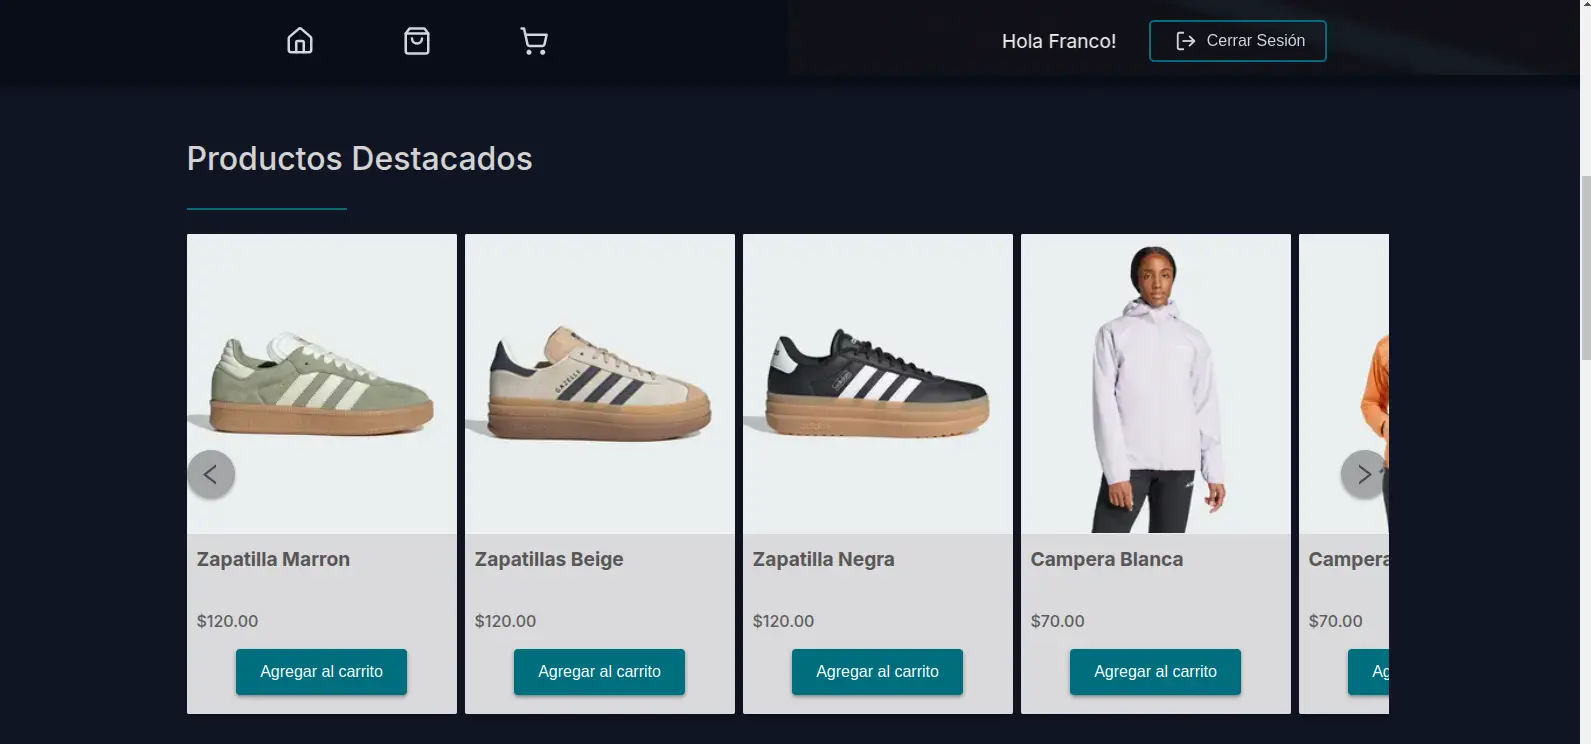 Hola Franco!
Cerrar Sesión
Productos Destacados
GAZELLE
Zapatilla Marron
Zapatillas Beige
Zapatilla Negra
Campera Blanca
Campera
$120.00
$120.00
$120.00
$70.00
$70.00
Agregar al carrito
Agregar al carrito
Agregar al carrito
Agregar al carrito
Ag